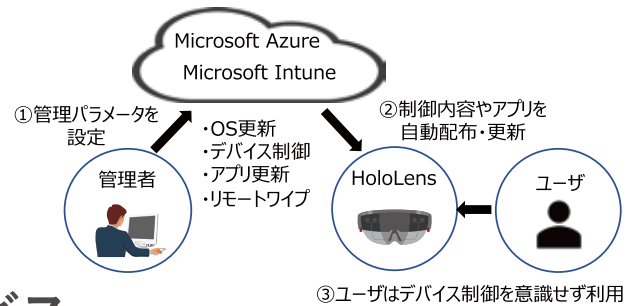 Microsoft Azure
Microsoft Intune
①管理パラメータを
設定
・OS更新
・デバイス制御
・アプリ更新
・リモートワイプ
②制御内容やアプリを
自動配布・更新
管理者
HoloLens
ユーザ
③ユーザはデバイス制御を意識せず利用